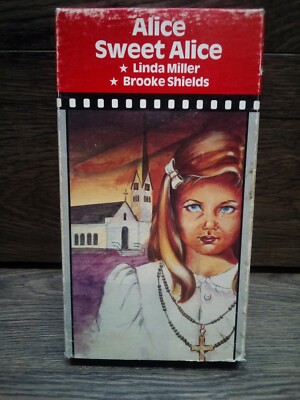 Alice
Sweet Alice
★ Linda Miller
★ Brooke Shields